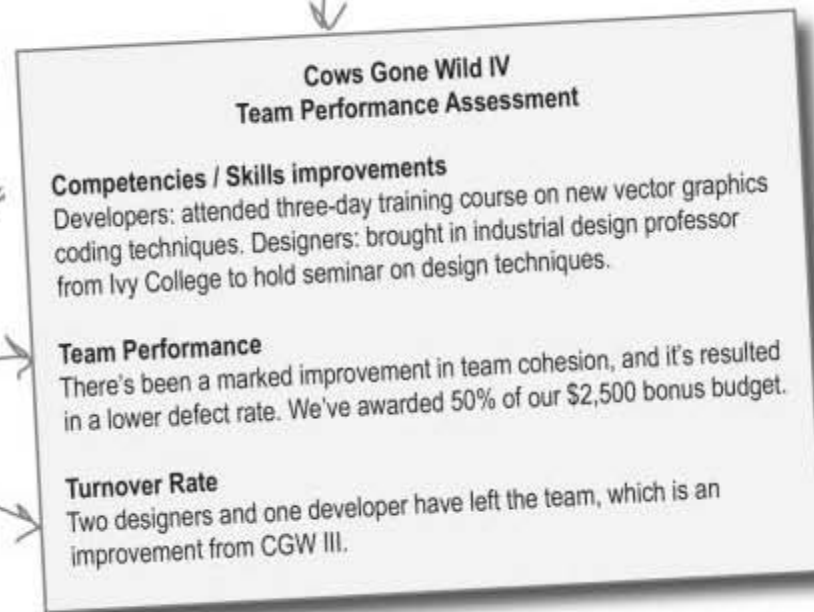 Cows Gone Wild IV
Team Performance Assessment
Competencies / Skills improvements
Developers: attended three-day training course on new vector graphics
coding techniques. Designers: brought in industrial design professor
from Ivy College to hold seminar on design techniques.
Team Performance
There's been a marked improvement in team cohesion, and it's resulted
in a lower defect rate. We've awarded 50% of our $2,500 bonus budget.
Turnover Rate
Two designers and one developer have left the team, which is an
improvement from CGW III.